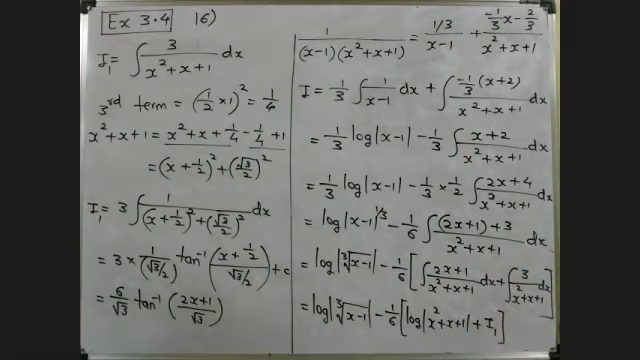 Ex 3.4 16)
I₁ = ∫ 3/(x²+x+1) dx
3rd term = (1/2 × 1)² = 1/4
x²+x+1 = x²+x+1/4 - 1/4 +1
= (x+1/2)² + (√3/2)²
I₁ = 3∫ 1/((x+1/2)²+(√3/2)²) dx
= 3 × 1/(√3/2) tan⁻¹((x+1/2)/(√3/2)) + c
= 6/√3 tan⁻¹((2x+1)/√3)
1/((x-1)(x²+x+1)) = (1/3)/(x-1) + (-1/3 x - 2/3)/(x²+x+1)
I = 1/3 ∫ 1/(x-1) dx + ∫ (-1/3 (x+2))/(x²+x+1) dx
= 1/3 log|x-1| - 1/3 ∫ (x+2)/(x²+x+1) dx
= 1/3 log|x-1| - 1/3 × 1/2 ∫ (2x+4)/(x²+x+1) dx
= log|x-1|^1/3 - 1/6 ∫ ((2x+1)+3)/(x²+x+1) dx
= log|∛(x-1)| - 1/6 [∫ (2x+1)/(x²+x+1) dx + ∫ 3/(x²+x+1) dx]
= log|∛(x-1)| - 1/6 [log|x²+x+1| + I₁]